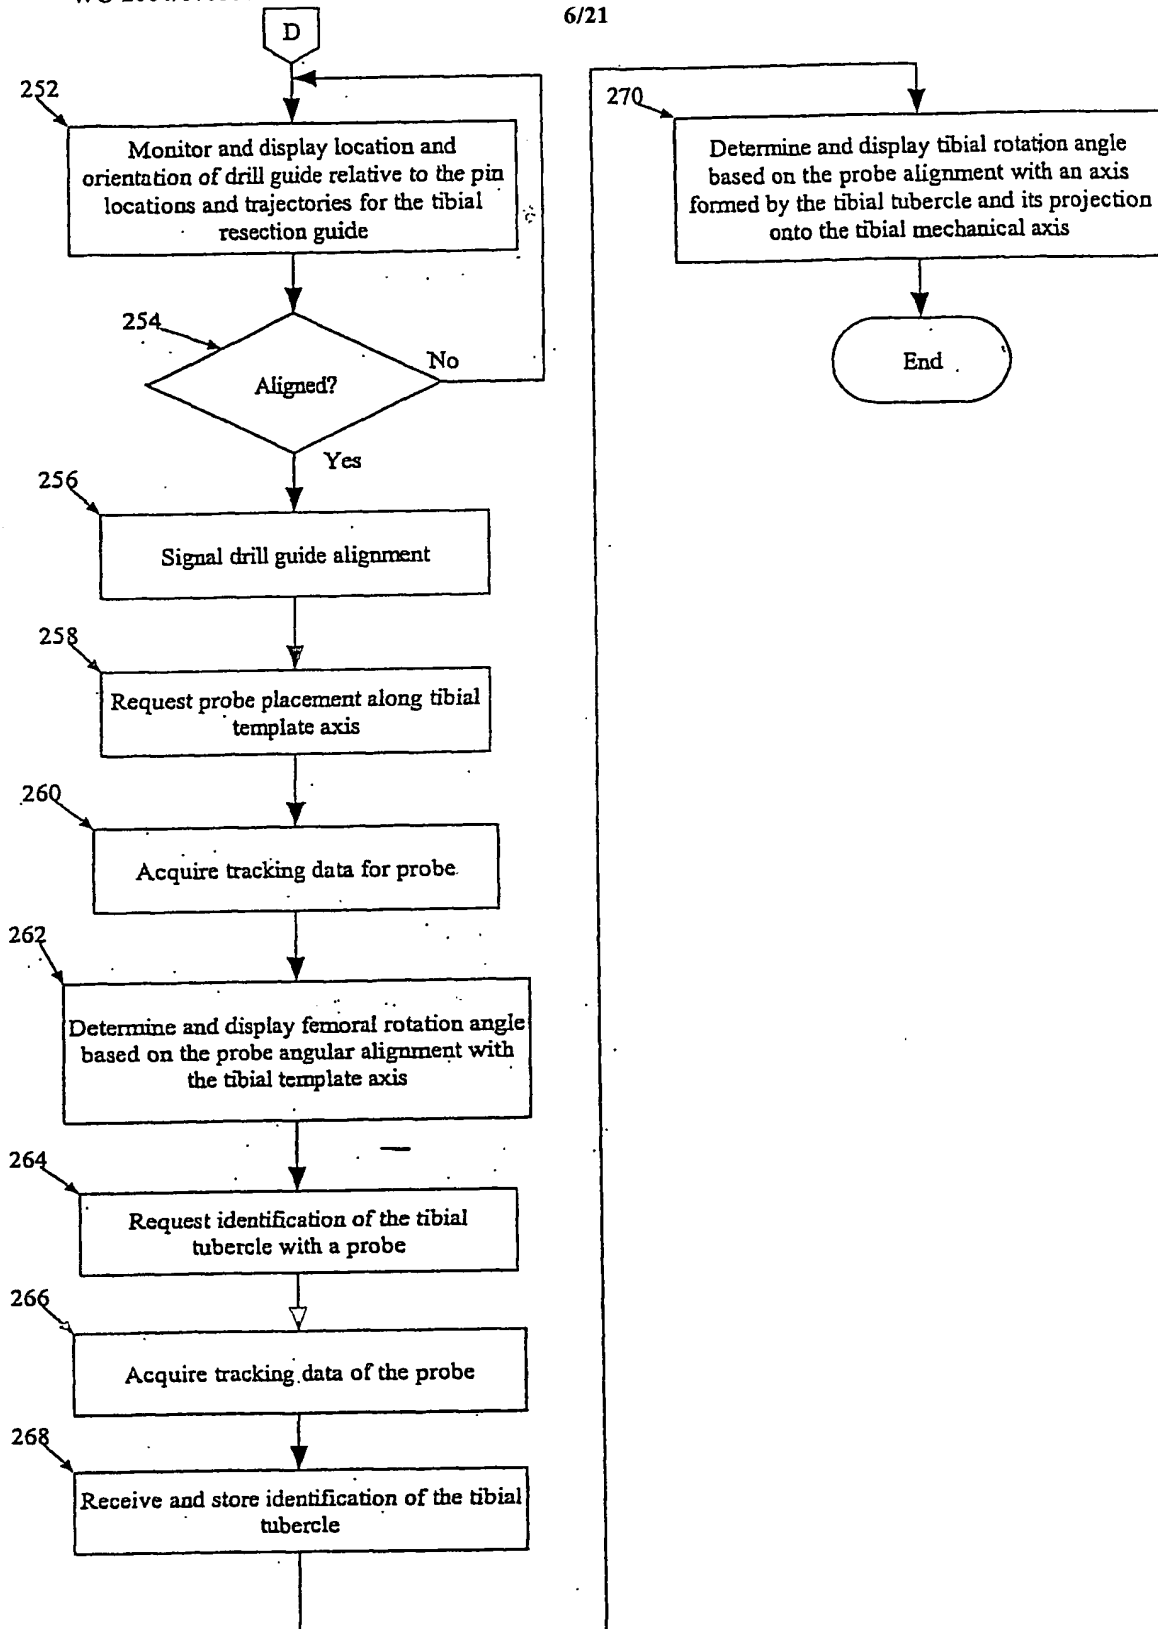 6/21
D
252
Monitor and display location and
orientation of drill guide relative to the pin
locations and trajectories for the tibial
resection guide
254
Aligned?
No
Yes
256
Signal drill guide alignment
258
Request probe placement along tibial
template axis
260
Acquire tracking data for probe
262
Determine and display femoral rotation angle
based on the probe angular alignment with
the tibial template axis
264
Request identification of the tibial
tubercle with a probe
266
Acquire tracking data of the probe
268
Receive and store identification of the tibial
tubercle
270
Determine and display tibial rotation angle
based on the probe alignment with an axis
formed by the tibial tubercle and its projection
onto the tibial mechanical axis
End